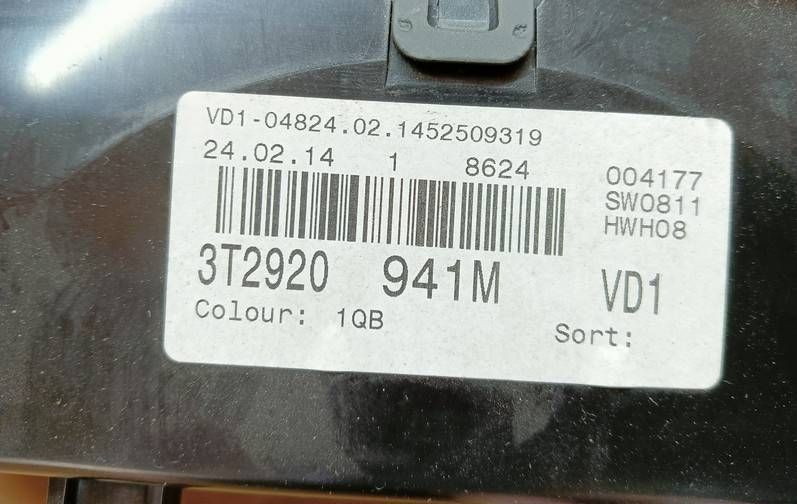 VD1-04824.02.1452509319
24.02.14 1 8624
004177
SW0811
HWH08
3T2920 941M VD1
Colour: 1QB
Sort: